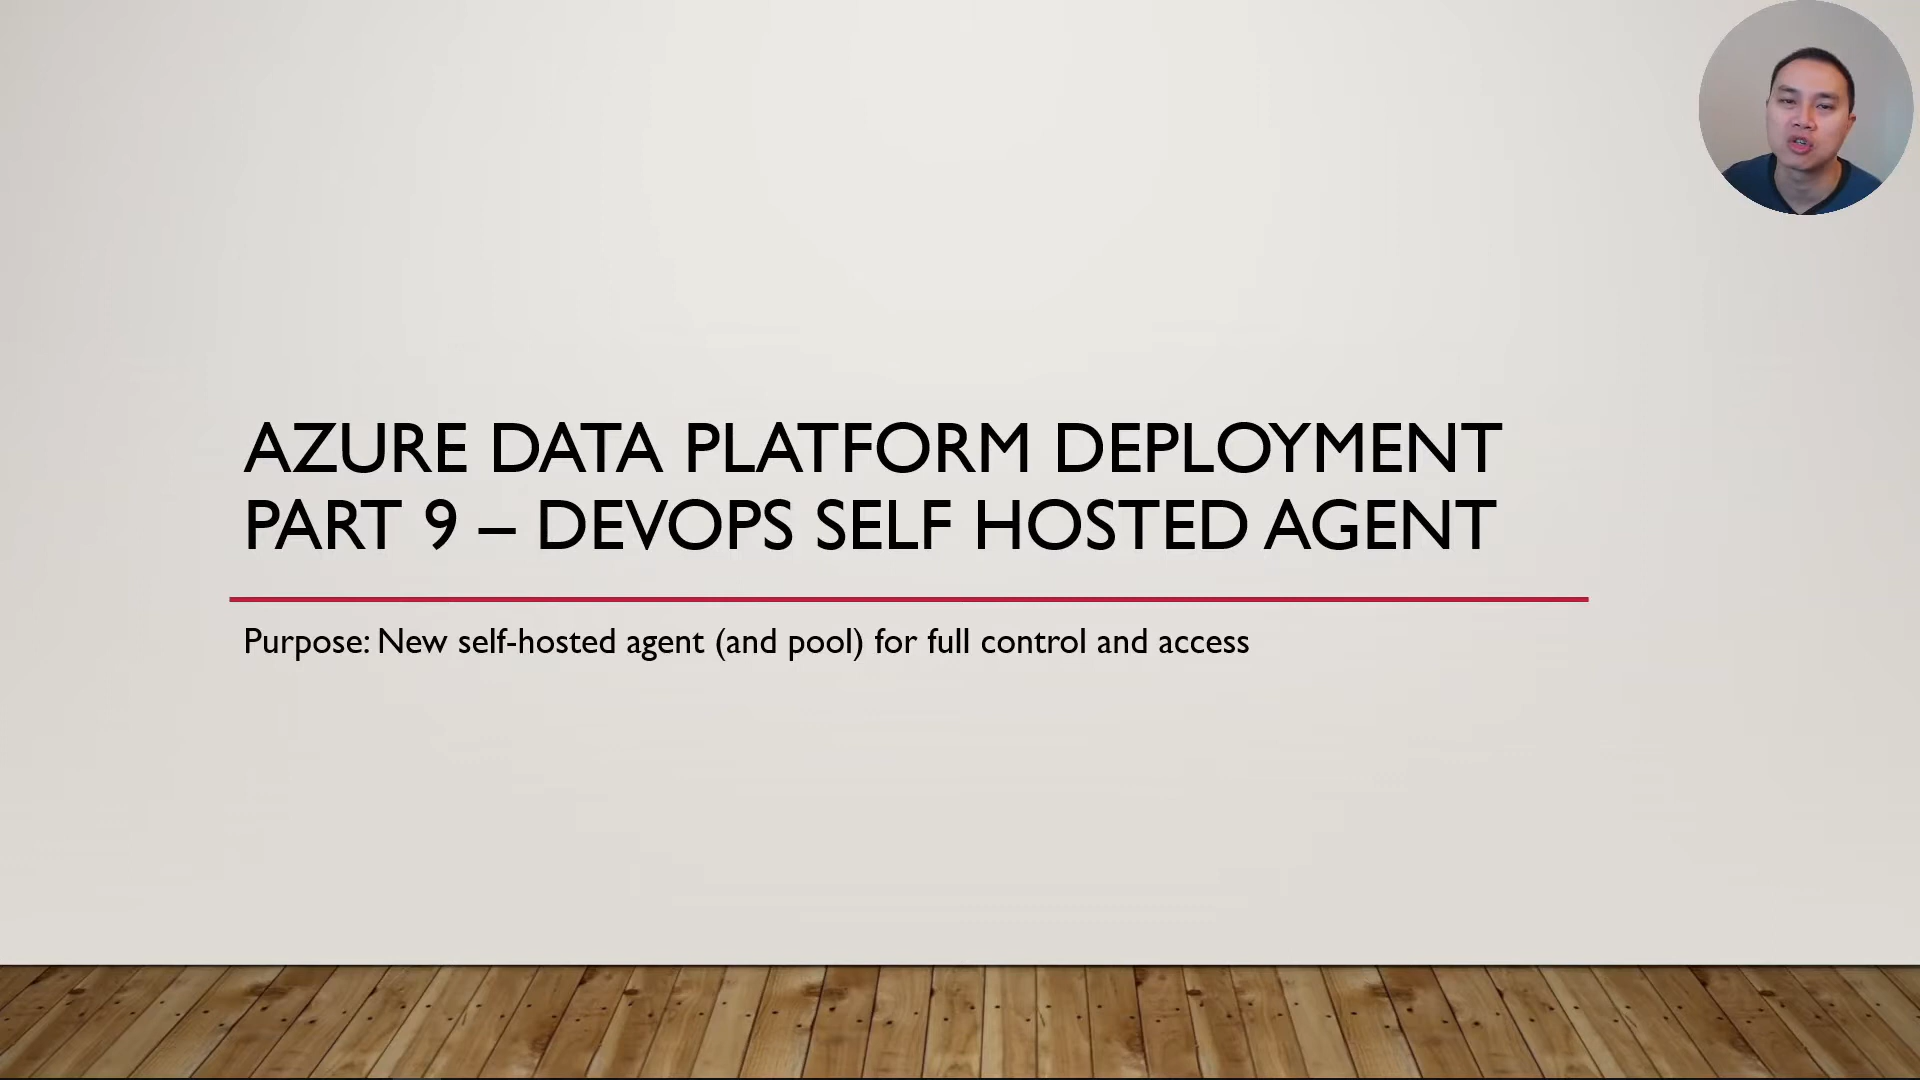 AZURE DATA PLATFORM DEPLOYMENT
PART 9 – DEVOPS SELF HOSTED AGENT
Purpose: New self-hosted agent (and pool) for full control and access